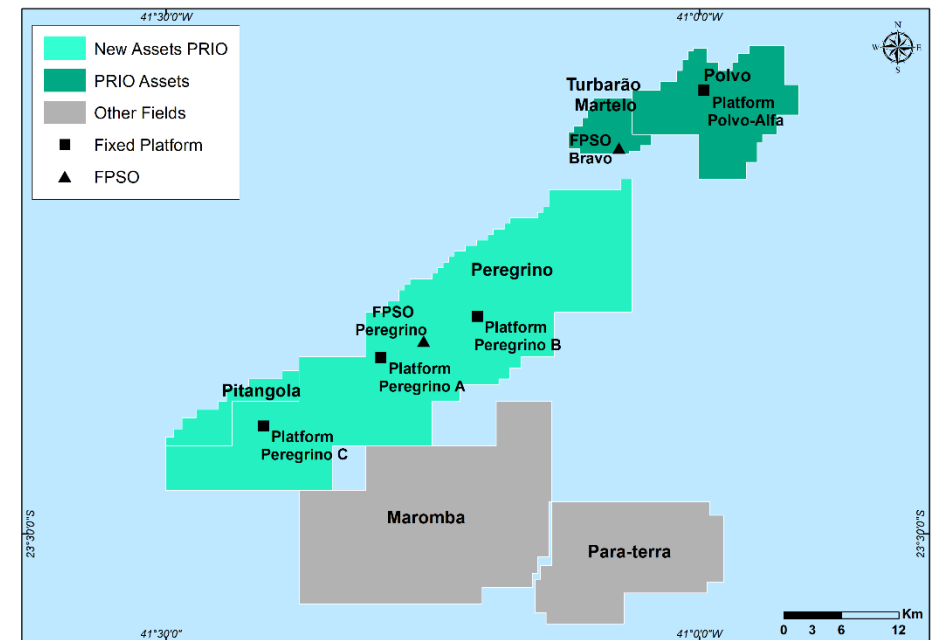 41°30'0"W
41°0'0"W
New Assets PRIO
PRIO Assets
Other Fields
Fixed Platform
FPSO
N
W
E
S
Turbarão
Martelo
Polvo
Platform
Polvo-Alfa
FPSO
Bravo
Peregrino
FPSO
Peregrino
Platform
Peregrino B
Platform
Peregrino A
Pitangola
Platform
Peregrino C
Maromba
Para-terra
23°30'0"S
23°30'0"S
Km
0 3 6 12
41°30'0"W
41°0'0"W